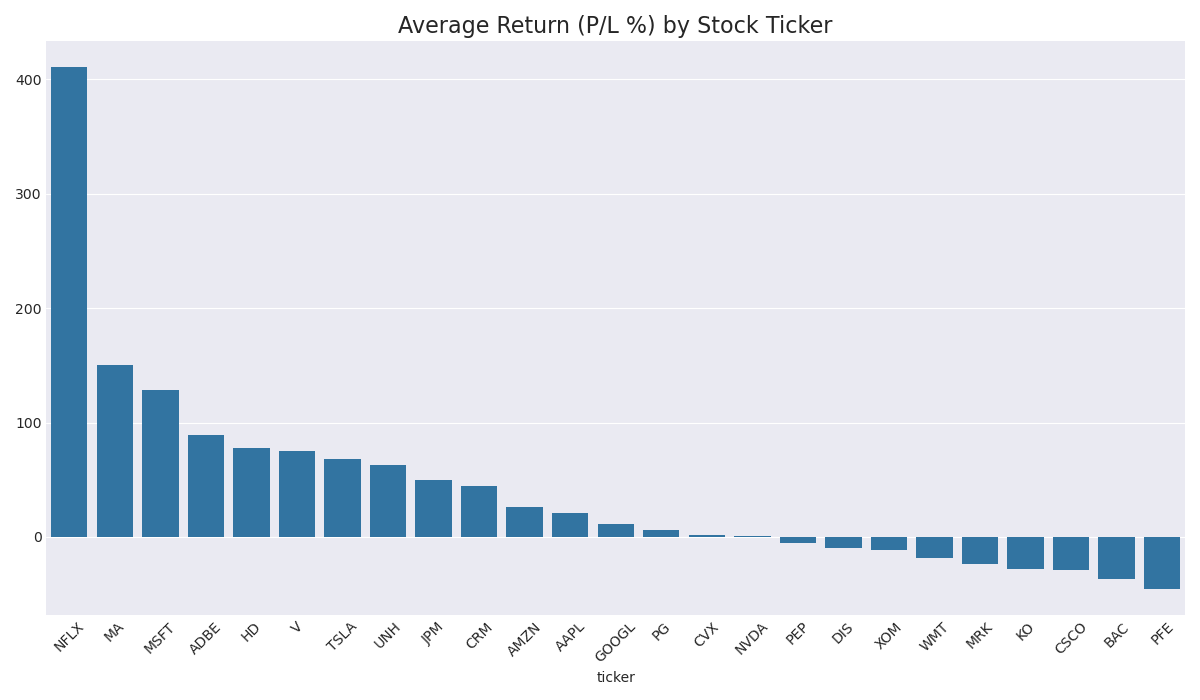 Average Return (P/L %) by Stock Ticker
400
300
200
100
0
NFLX
MA
MSFT
ADBE
HD
V
TSLA
UNH
JPM
CRM
AMZN
AAPL
GOOGL
PG
CVX
NVDA
PEP
DIS
XOM
WMT
MRK
KO
CSCO
BAC
PFE
ticker